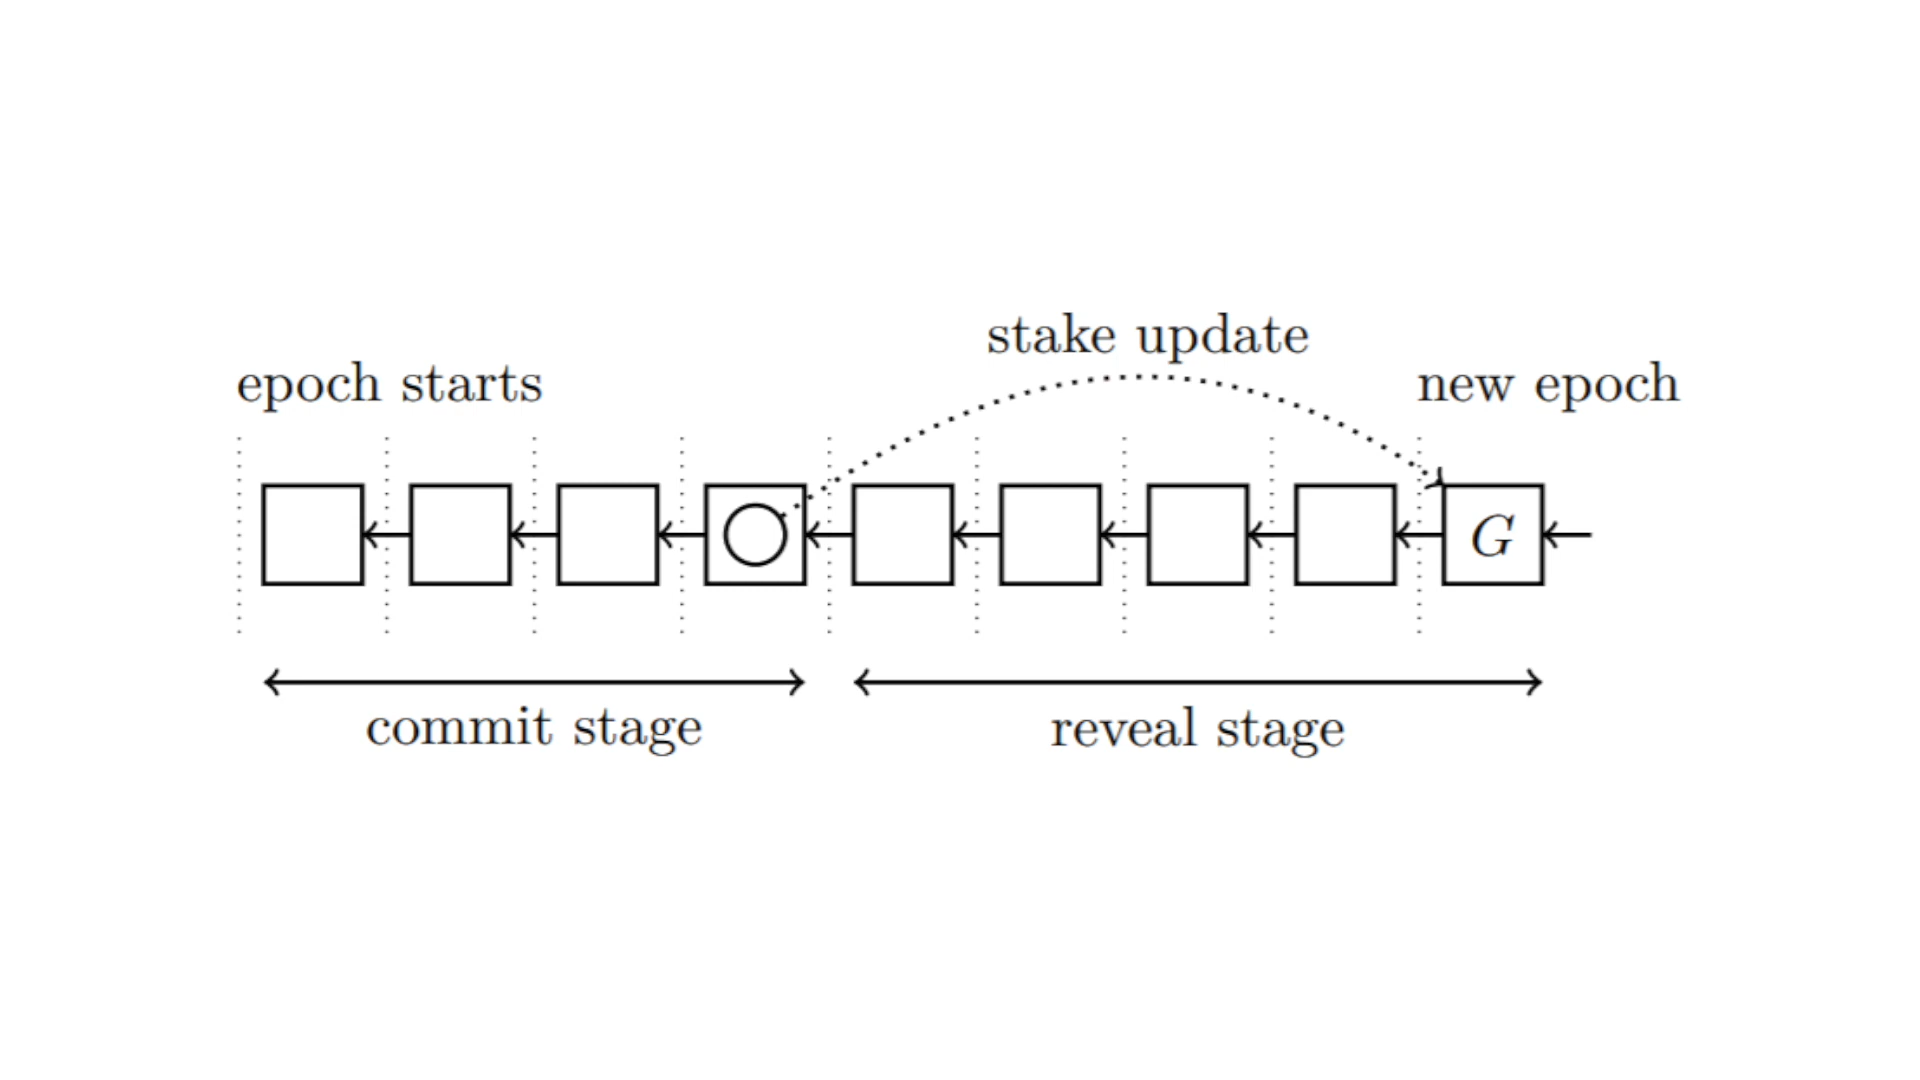 stake update
epoch starts
new epoch
G
commit stage
reveal stage